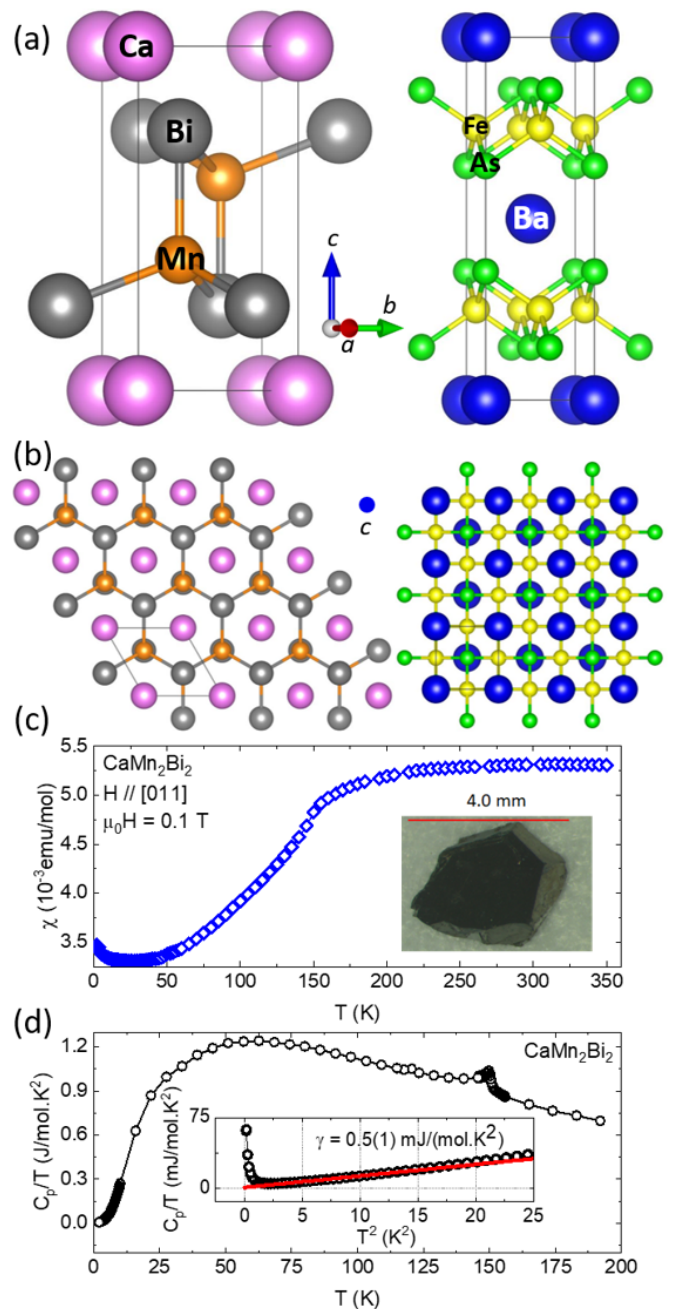 (a)
Ca
Bi
Mn
c
b
a
Fe
As
Ba
(b)
c
(c)
CaMn₂Bi₂
H // [011]
μ₀H = 0.1 T
4.0 mm
5.5
5.0
4.5
4.0
3.5
χ (10⁻³emu/mol)
0 50 100 150 200 250 300 350
T (K)
(d)
CaMn₂Bi₂
1.2
0.9
0.6
0.3
0.0
Cₚ/T (J/mol.K²)
75
0
Cₚ/T (mJ/mol.K²)
γ = 0.5(1) mJ/(mol.K²)
0 5 10 15 20 25
T² (K²)
0 25 50 75 100 125 150 175 200
T (K)